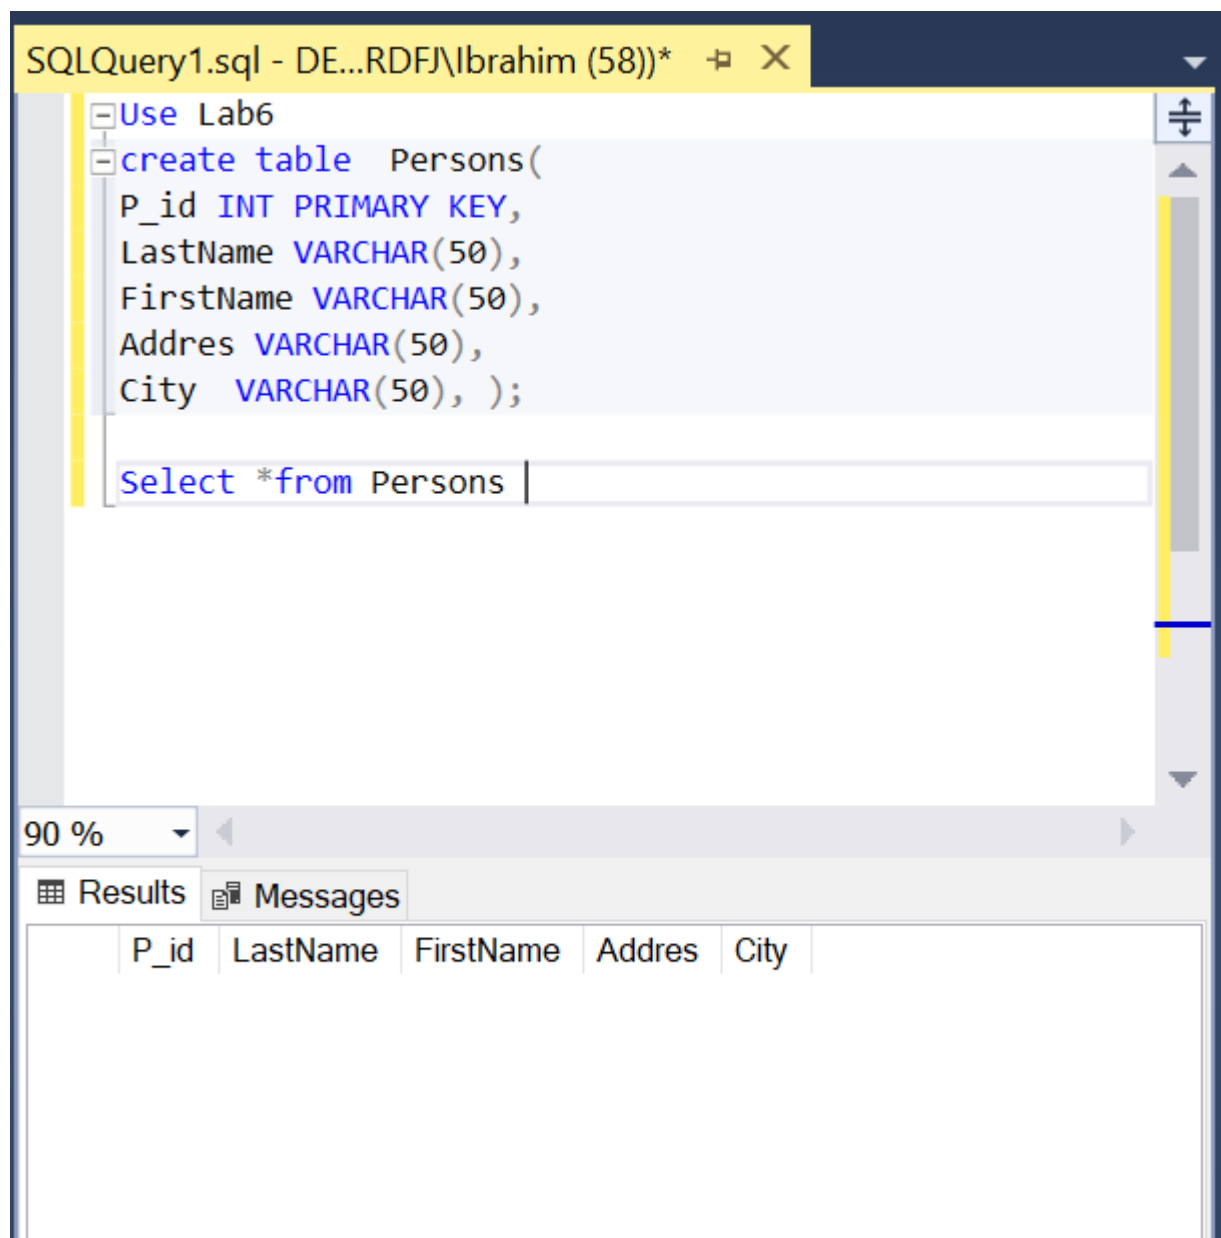 SQLQuery1.sql - DE...RDFJ\Ibrahim (58))*
Use Lab6
create table  Persons(
P_id INT PRIMARY KEY,
LastName VARCHAR(50),
FirstName VARCHAR(50),
Addres VARCHAR(50),
City  VARCHAR(50), );
Select *from Persons
90 %
Results Messages
P_id LastName FirstName Addres City